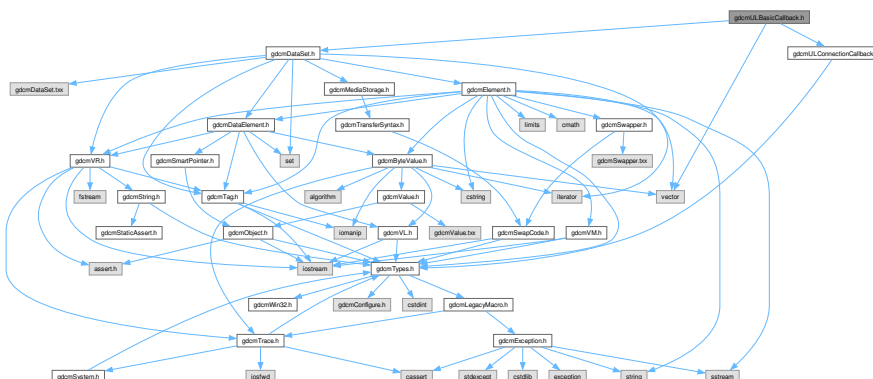 gdcmULBasicCallback.h
gdcmDataSet.h
gdcmULConnectionCallback
gdcmDataSet.txx
gdcmMediaStorage.h
gdcmElement.h
gdcmDataElement.h
gdcmTransferSyntax.h
limits
cmath
gdcmSwapper.h
gdcmVR.h
gdcmSmartPointer.h
set
gdcmByteValue.h
gdcmSwapper.txx
fstream
gdcmString.h
gdcmTag.h
algorithm
gdcmValue.h
cstring
iterator
vector
gdcmStaticAssert.h
gdcmObject.h
iomanip
gdcmVL.h
gdcmValue.txx
gdcmSwapCode.h
gdcmVM.h
assert.h
iostream
gdcmTypes.h
gdcmWin32.h
gdcmConfigure.h
cstdint
gdcmLegacyMacro.h
gdcmTrace.h
gdcmException.h
gdcmSystem.h
iosfwd
cassert
stdexcept
cstdlib
exception
string
sstream